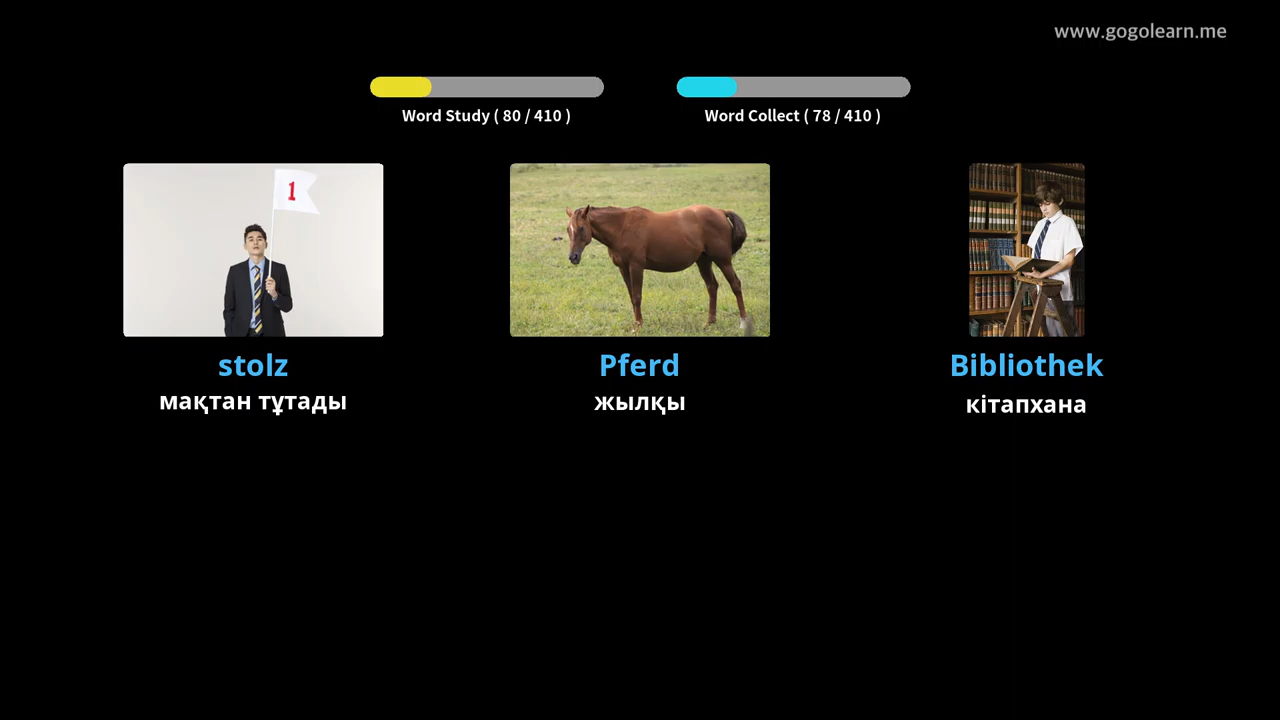 www.gogolearn.me
Word Study ( 80 / 410 )
Word Collect ( 78 / 410 )
1
stolz
Pferd
Bibliothek
мақтан тұтады
жылқы
кітапхана